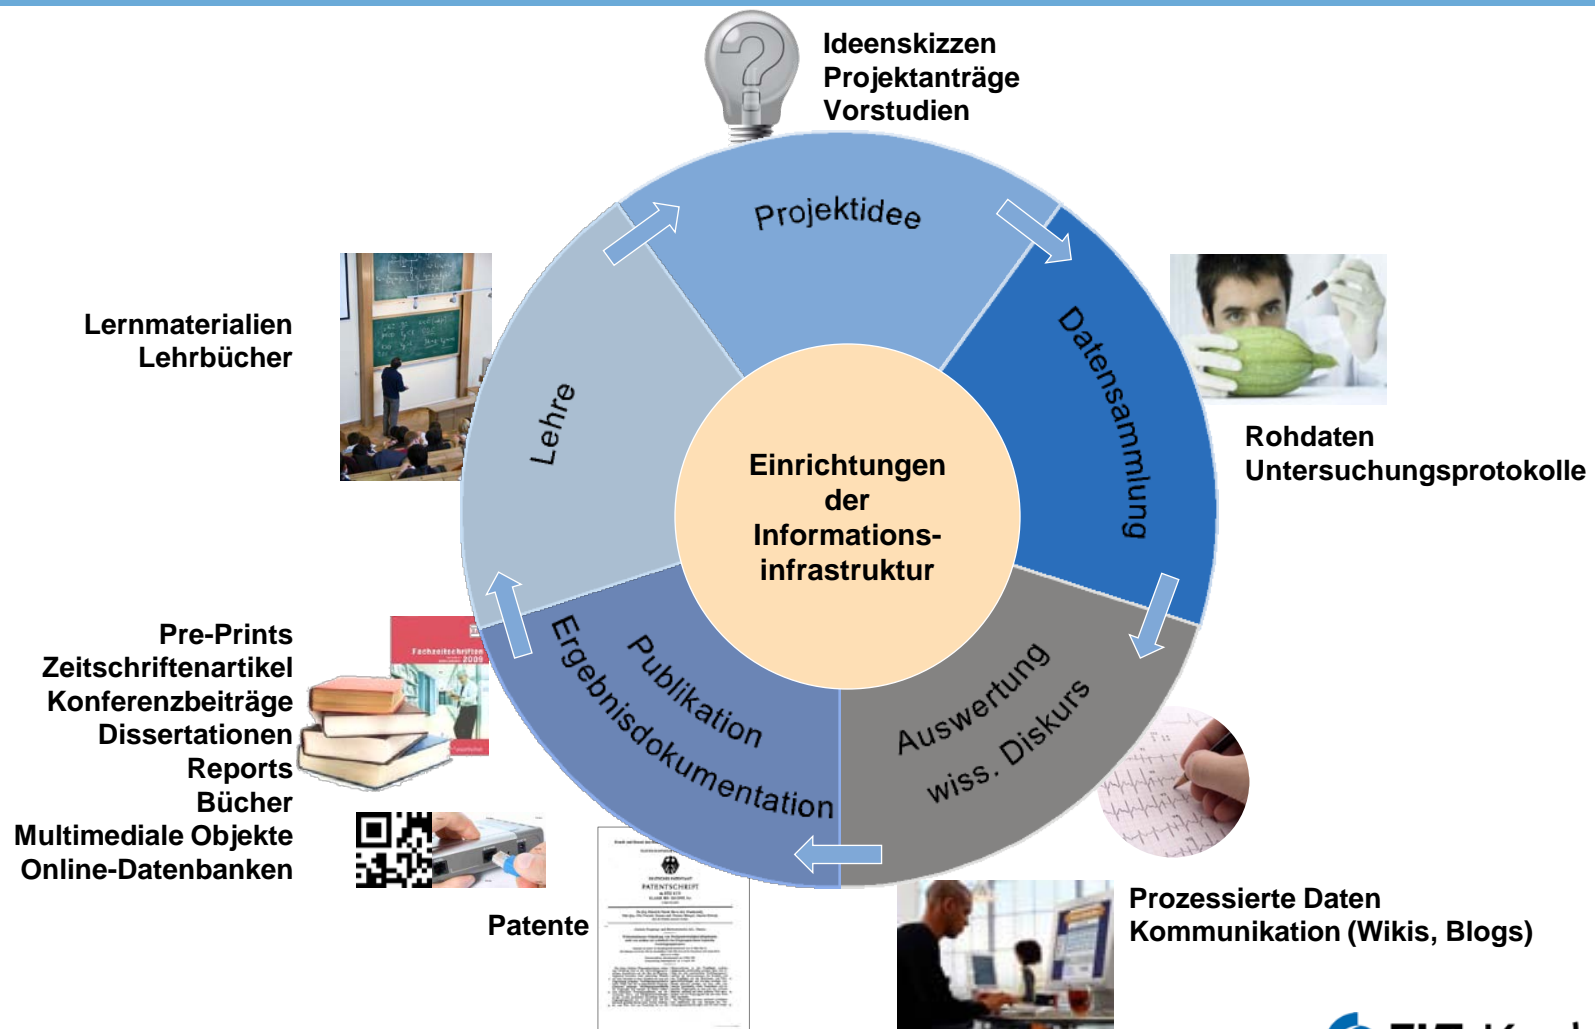 Ideenskizzen
Projektanträge
Vorstudien
Projektidee
Datensammlung
Rohdaten
Untersuchungsprotokolle
Auswertung
wiss. Diskurs
Prozessierte Daten
Kommunikation (Wikis, Blogs)
Publikation
Ergebnisdokumentation
Patente
PATENTSCHRIFT
Pre-Prints
Zeitschriftenartikel
Konferenzbeiträge
Dissertationen
Reports
Bücher
Multimediale Objekte
Online-Datenbanken
Fachzeitschriften
2009
Lehre
Lernmaterialien
Lehrbücher
Einrichtungen
der
Informations-
infrastruktur